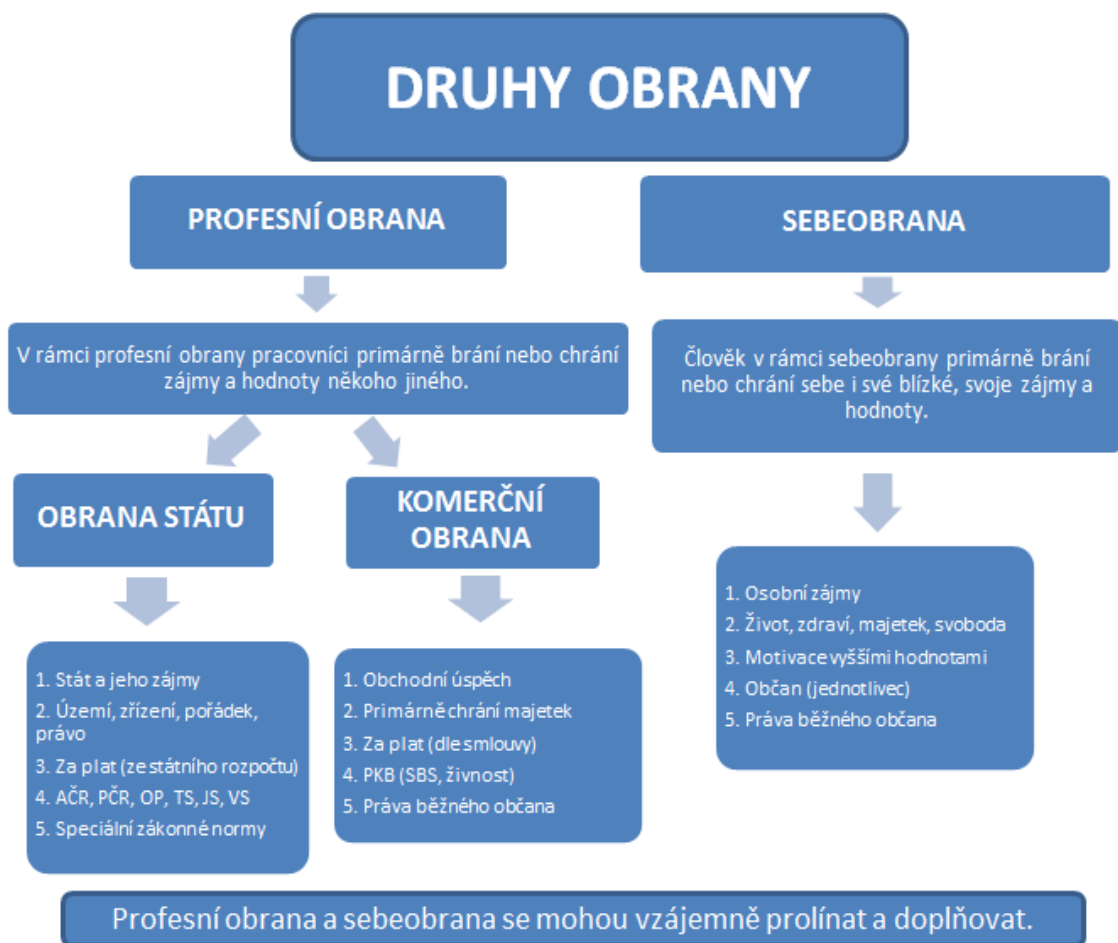 DRUHY OBRANY
PROFESNÍ OBRANA
V rámci profesní obrany pracovníci primárně brání nebo chrání
zájmy a hodnoty někoho jiného.
OBRANA STÁTU
1. Stát a jeho zájmy
2. Území, zřízení, pořádek,
právo
3. Za plat (ze státního rozpočtu)
4. AČR, PČR, OP, TS, JS, VS
5. Speciální zákonné normy
KOMERČNÍ
OBRANA
1. Obchodní úspěch
2. Primárně chrání majetek
3. Za plat (dle smlouvy)
4. PKB (SBS, živnost)
5. Práva běžného občana
SEBEOBRANA
Člověk v rámci sebeobrany primárně brání
nebo chrání sebe i své blízké, svoje zájmy a
hodnoty.
1. Osobní zájmy
2. Život, zdraví, majetek, svoboda
3. Motivace vyššími hodnotami
4. Občan (jednotlivec)
5. Práva běžného občana
Profesní obrana a sebeobrana se mohou vzájemně prolínat a doplňovat.